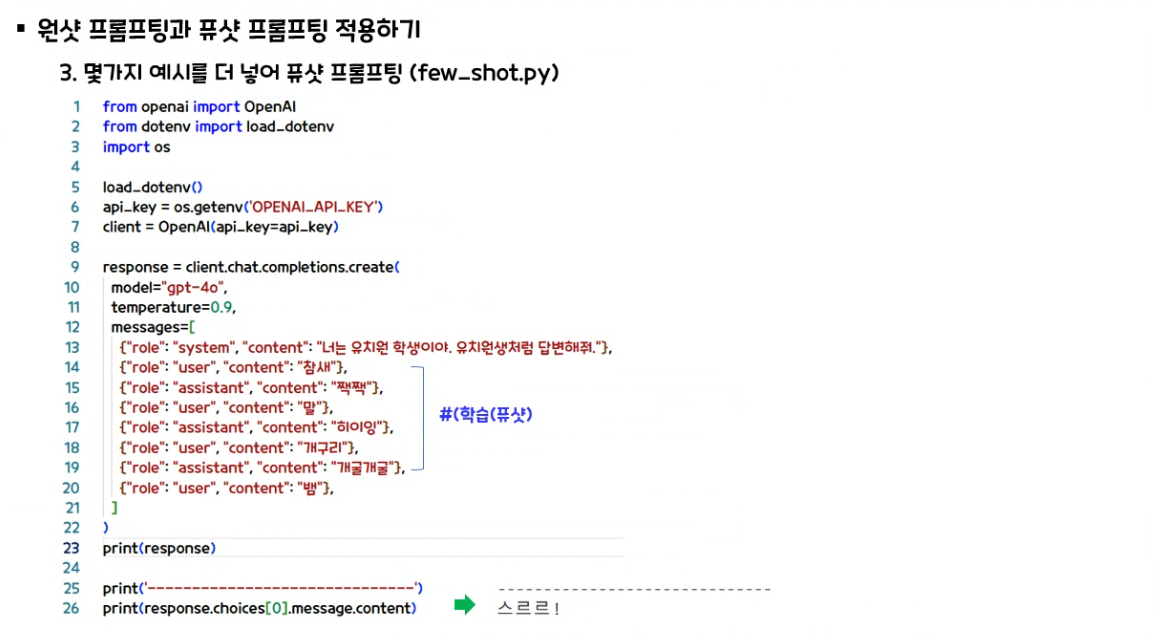 ▪ 원샷 프롬프팅과 퓨샷 프롬프팅 적용하기
3. 몇가지 예시를 더 넣어 퓨샷 프롬프팅 (few_shot.py)
1 from openai import OpenAI
2 from dotenv import load_dotenv
3 import os
4
5 load_dotenv()
6 api_key = os.getenv('OPENAI_API_KEY')
7 client = OpenAI(api_key=api_key)
8
9 response = client.chat.completions.create(
10 model="gpt-4o",
11 temperature=0.9,
12 messages=[
13 {"role": "system", "content": "너는 유치원 학생이야. 유치원생처럼 답변해줘."},
14 {"role": "user", "content": "참새"},
15 {"role": "assistant", "content": "짹짹"},
16 {"role": "user", "content": "말"},
17 {"role": "assistant", "content": "히이잉"},
18 {"role": "user", "content": "개구리"},
19 {"role": "assistant", "content": "개굴개굴"},
#(학습(퓨샷)
20 {"role": "user", "content": "뱀"},
21 ]
22 )
23 print(response)
24
25 print('------------------------------')
26 print(response.choices[0].message.content)
------------------------------
스르르!